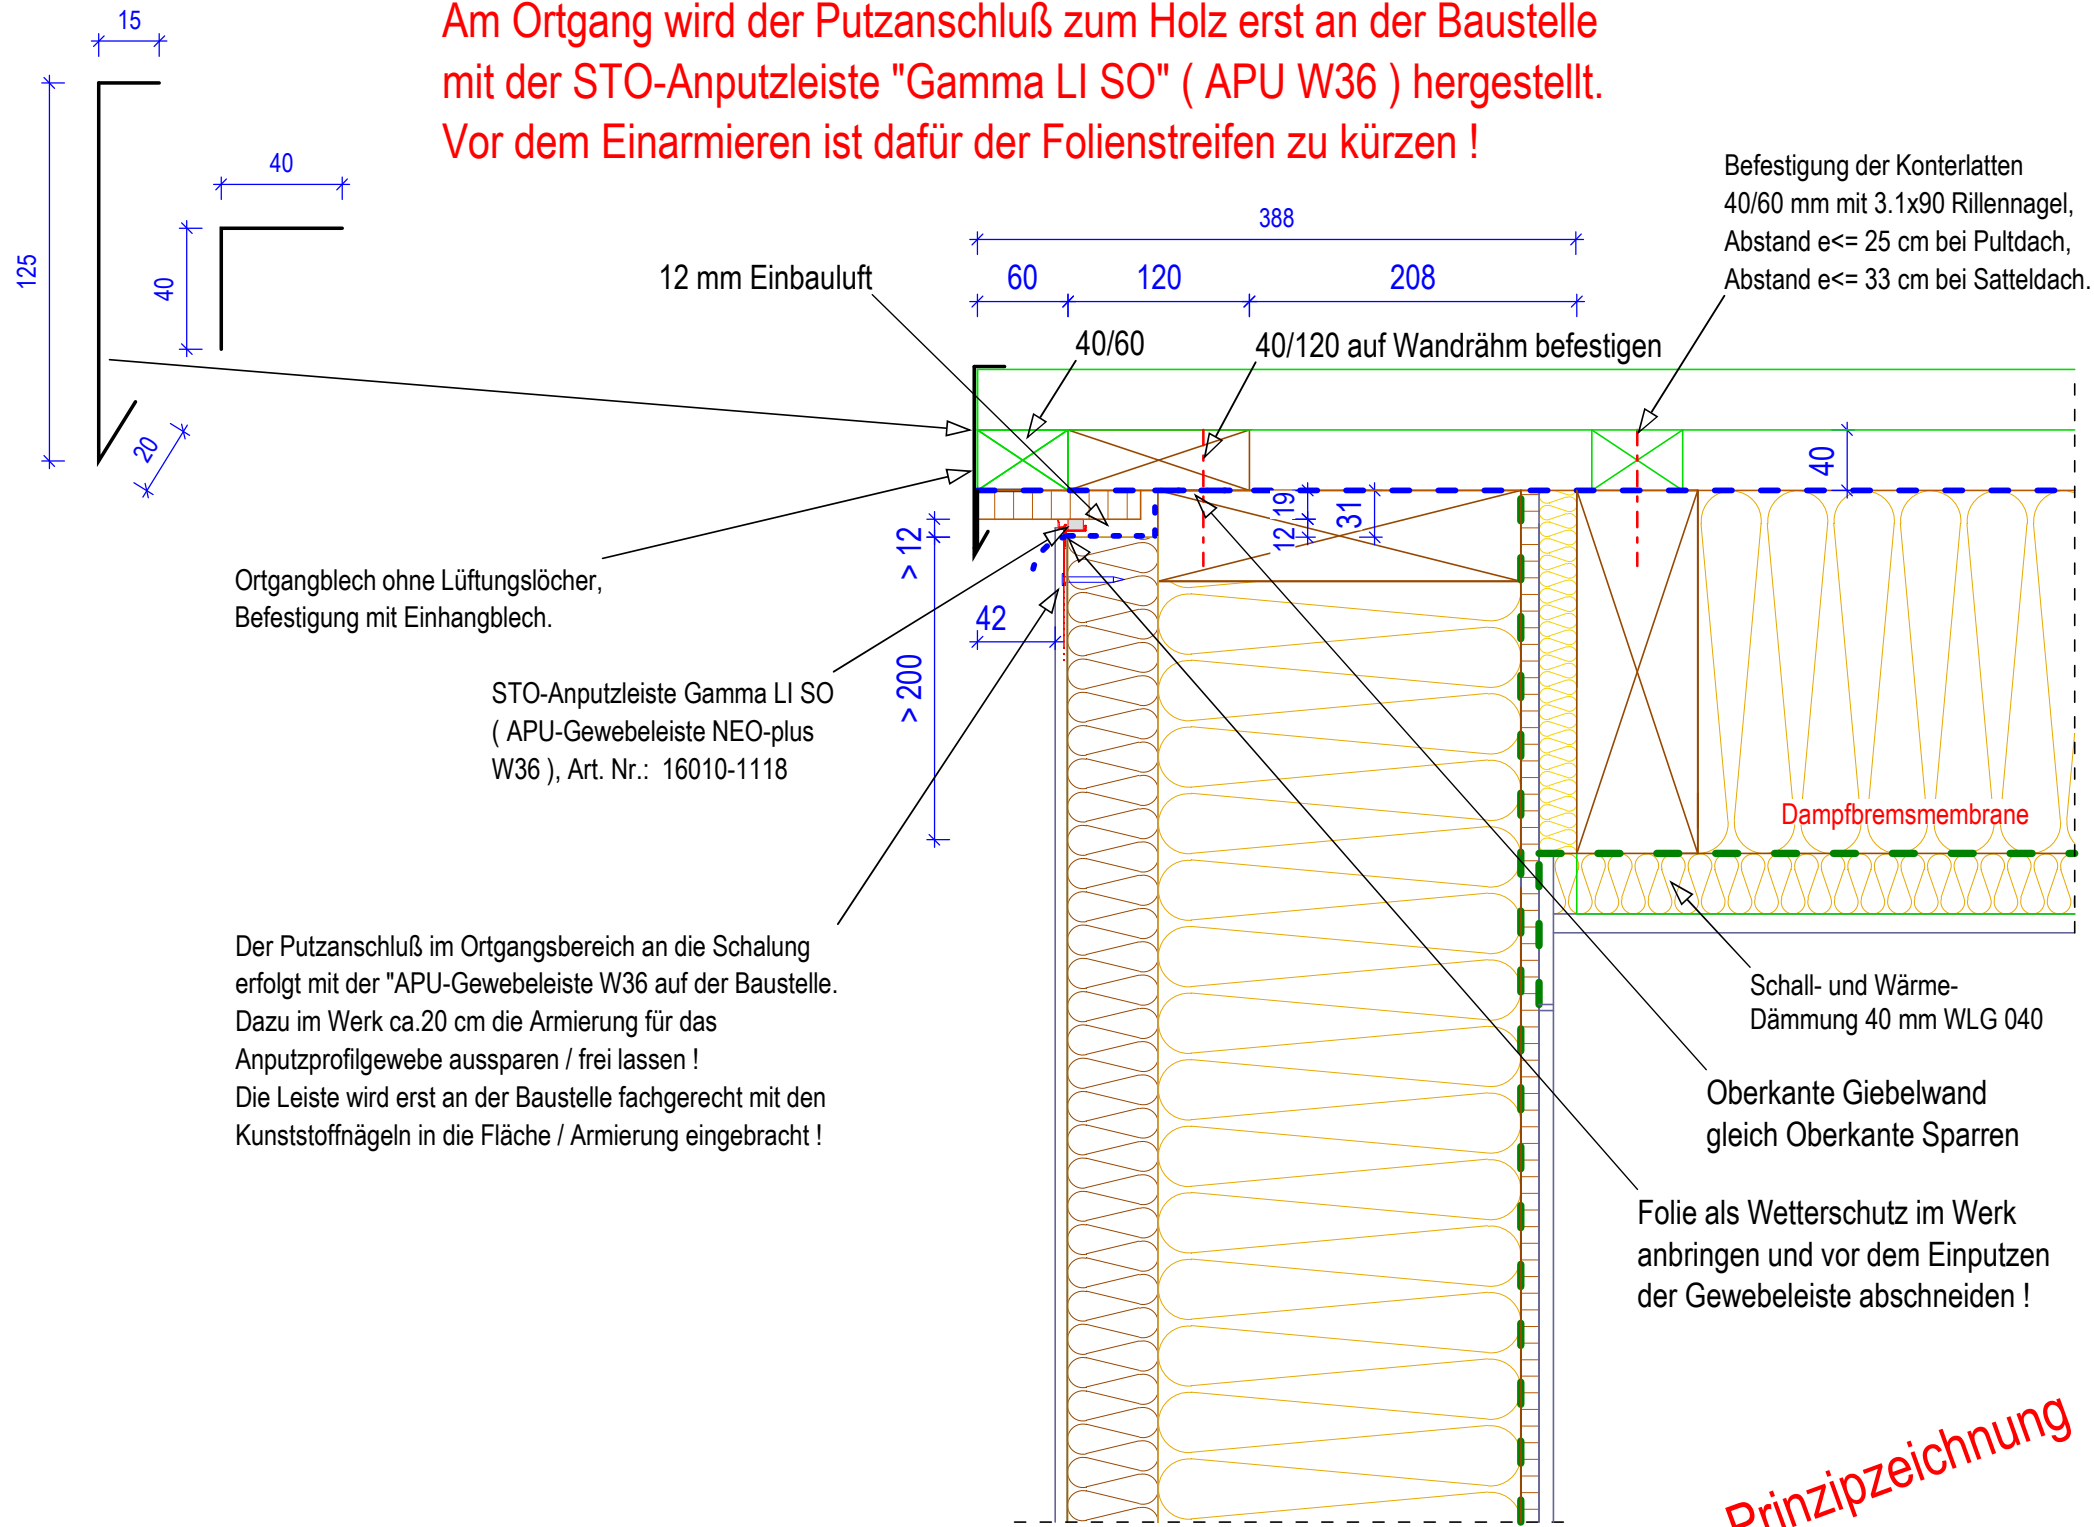 Am Ortgang wird der Putzanschluß zum Holz erst an der Baustelle
mit der STO-Anputzleiste "Gamma LI SO" ( APU W36 ) hergestellt.
Vor dem Einarmieren ist dafür der Folienstreifen zu kürzen !
15
125
20
40
40
Befestigung der Konterlatten
40/60 mm mit 3.1x90 Rillennagel,
Abstand e<= 25 cm bei Pultdach,
Abstand e<= 33 cm bei Satteldach.
388
60
120
208
12 mm Einbauluft
40/60
40/120 auf Wandrähm befestigen
40
19
12
31
> 12
42
> 200
Ortgangblech ohne Lüftungslöcher,
Befestigung mit Einhangblech.
STO-Anputzleiste Gamma LI SO
( APU-Gewebeleiste NEO-plus
W36 ), Art. Nr.: 16010-1118
Dampfbremsmembrane
Der Putzanschluß im Ortgangsbereich an die Schalung
erfolgt mit der "APU-Gewebeleiste W36 auf der Baustelle.
Dazu im Werk ca.20 cm die Armierung für das
Anputzprofilgewebe aussparen / frei lassen !
Die Leiste wird erst an der Baustelle fachgerecht mit den
Kunststoffnägeln in die Fläche / Armierung eingebracht !
Schall- und Wärme-
Dämmung 40 mm WLG 040
Oberkante Giebelwand
gleich Oberkante Sparren
Folie als Wetterschutz im Werk
anbringen und vor dem Einputzen
der Gewebeleiste abschneiden !
Prinzipzeichnung